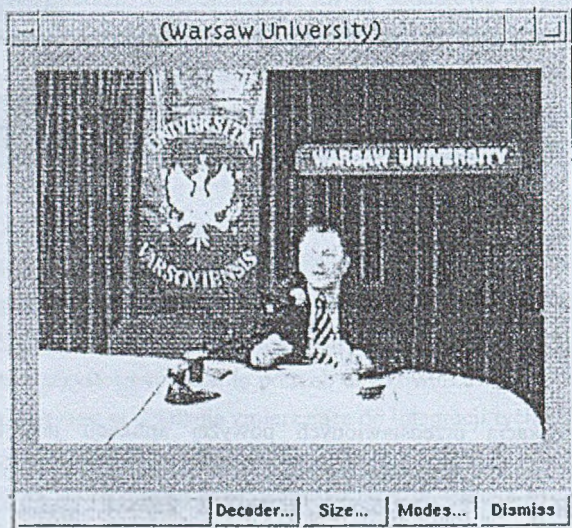 (Warsaw University)
UNIVERSITAS
VARSOVIENSIS
WARSAW UNIVERSITY
Decoder... Size... Modes... Dismiss